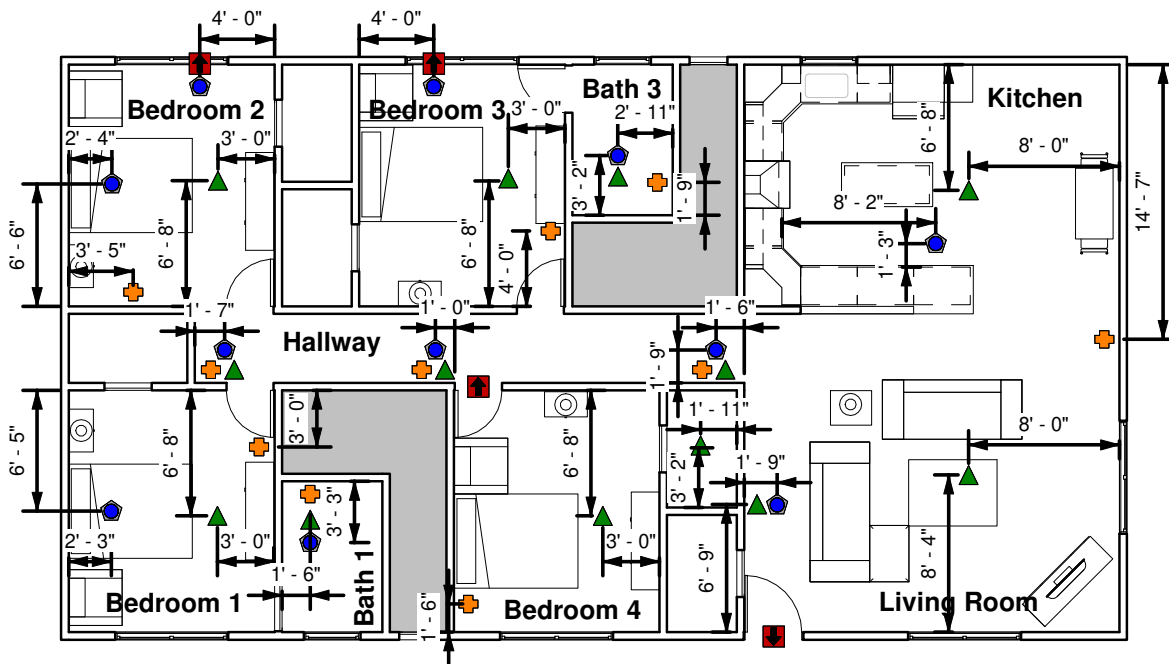 4' - 0"
4' - 0"
Bedroom 2
Bedroom 3
Bath 3
Kitchen
2' - 4"
3' - 0"
3' - 0"
2' - 11"
6' - 8"
8' - 0"
14' - 7"
6' - 6"
6' - 8"
3' - 5"
6' - 8"
4' - 0"
3' - 2"
1' - 9"
8' - 2"
1' - 3"
1' - 7"
Hallway
1' - 0"
1' - 6"
1' - 9"
6' - 5"
6' - 8"
3' - 0"
6' - 8"
1' - 11"
3' - 2"
1' - 9"
8' - 0"
2' - 3"
3' - 0"
3' - 3"
1' - 6"
3' - 0"
6' - 9"
8' - 4"
Bedroom 1
Bath 1
1' - 6"
Bedroom 4
Living Room